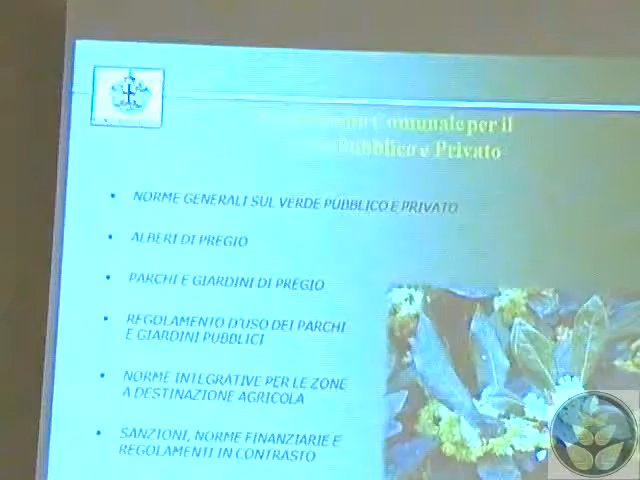 Comunale per il
Pubblico e Privato
• NORME GENERALI SUL VERDE PUBBLICO E PRIVATO
• ALBERI DI PREGIO
• PARCHI E GIARDINI DI PREGIO
• REGOLAMENTO D'USO DEI PARCHI
E GIARDINI PUBBLICI
• NORME INTEGRATIVE PER LE ZONE
A DESTINAZIONE AGRICOLA
• SANZIONI, NORME FINANZIARIE E
REGOLAMENTI IN CONTRASTO